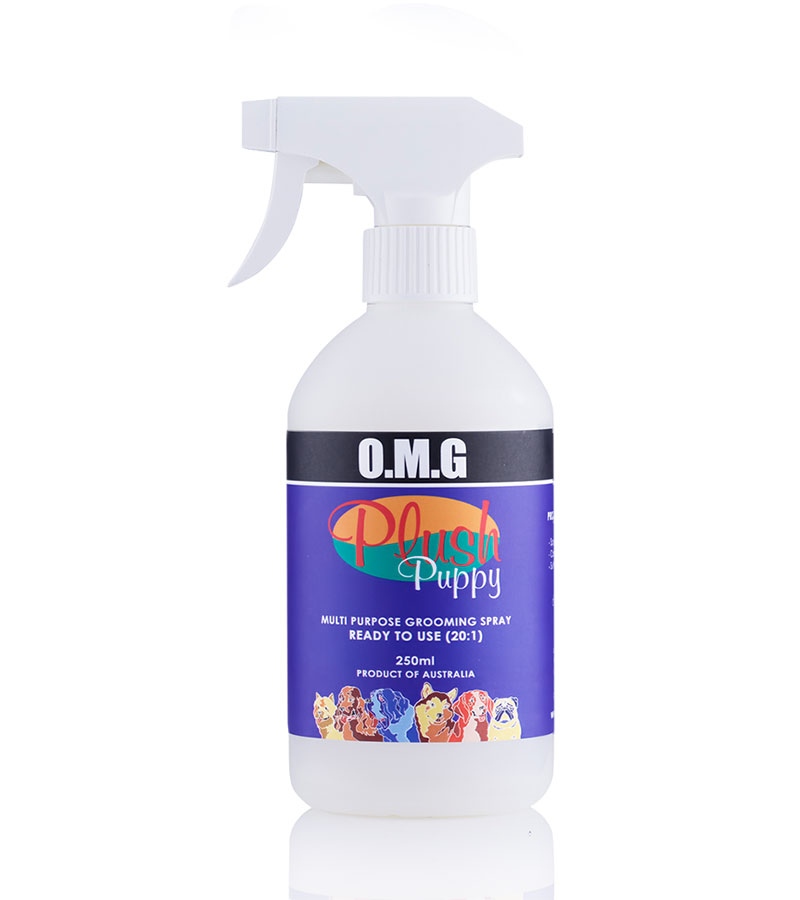 O.M.G
Plush
Puppy
MULTI PURPOSE GROOMING SPRAY
READY TO USE (20:1)
250ml
PRODUCT OF AUSTRALIA